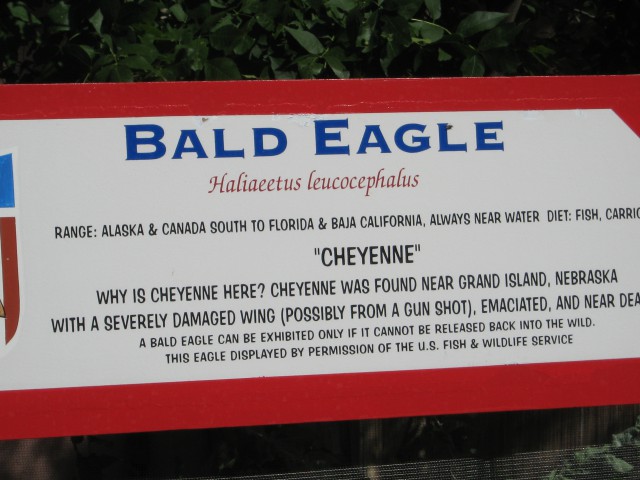 BALD EAGLE
Haliaeetus leucocephalus
RANGE: ALASKA & CANADA SOUTH TO FLORIDA & BAJA CALIFORNIA, ALWAYS NEAR WATER DIET: FISH,
"CHEYENNE"
WHY IS CHEYENNE HERE? CHEYENNE WAS FOUND NEAR GRAND ISLAND, NEBRASKA
WITH A SEVERELY DAMAGED WING (POSSIBLY FROM A GUN SHOT), EMACIATED, AND NEAR
A BALD EAGLE CAN BE EXHIBITED ONLY IF IT CANNOT BE RELEASED BACK INTO THE WILD.
THIS EAGLE DISPLAYED BY PERMISSION OF THE U.S. FISH & WILDLIFE SERVICE